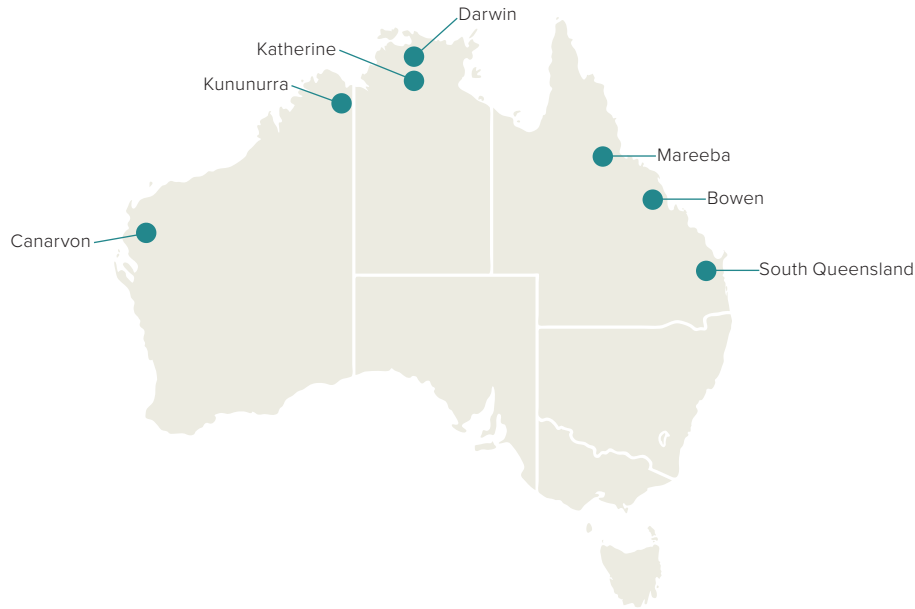 Darwin
Katherine
Kununurra
Mareeba
Bowen
Canarvon
South Queensland